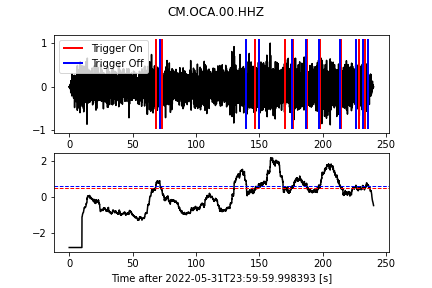 CM.OCA.00.HHZ
1
0
−1
Trigger On
Trigger Off
0 50 100 150 200 250
2
0
−2
0 50 100 150 200 250
Time after 2022-05-31T23:59:59.998393 [s]